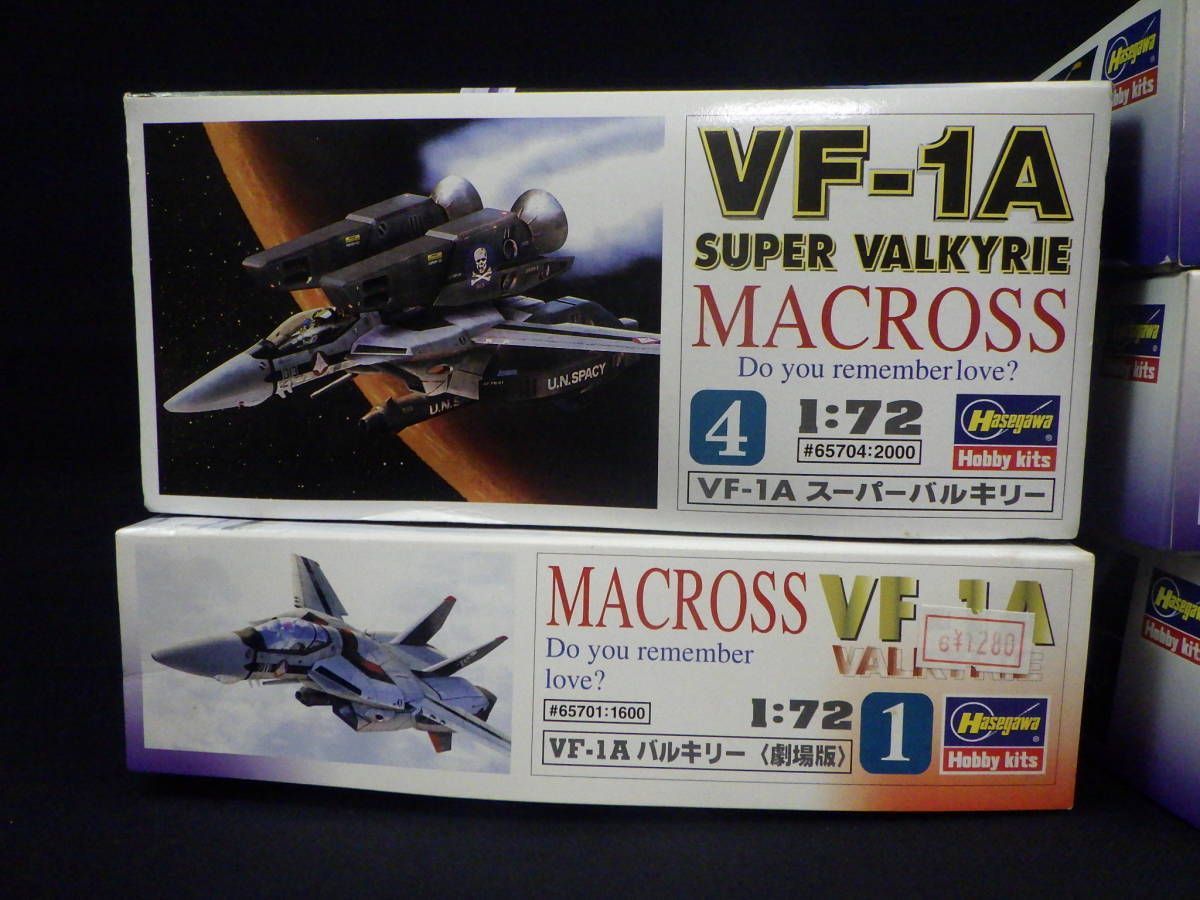 VF-1A
SUPER VALKYRIE
MACROSS
Do you remember love?
4
1:72
#65704:2000
Hasegawa
Hobby kits
VF-1A スーパーバルキリー
U.N.SPACY
MACROSS VF-1A
VALKYRIE
6¥1280
Do you remember
love?
#65701:1600
1:72
1
Hasegawa
Hobby kits
VF-1A バルキリー〈劇場版〉
Hasegawa
Hobby kits
Hasegawa
Hobby kits
Hasegawa
Hobby kits